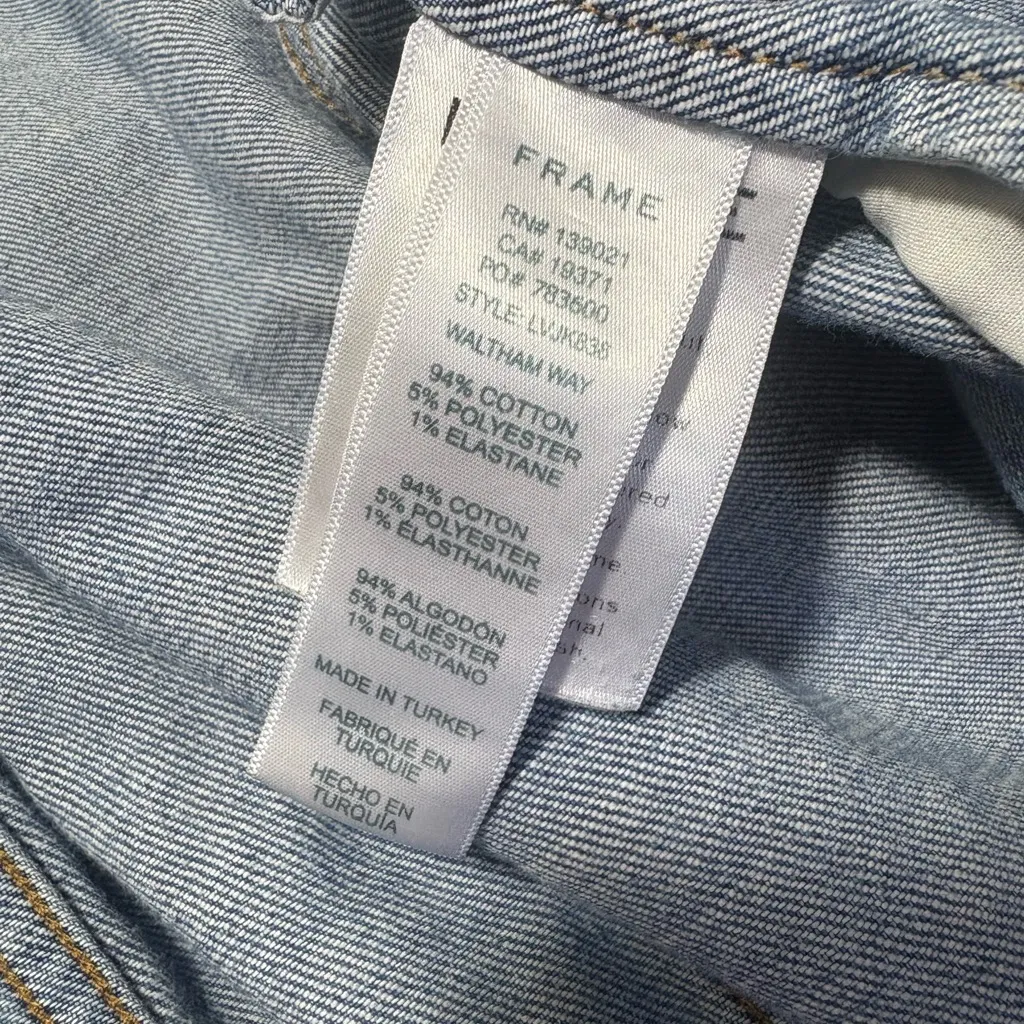 FRAME
RN# 139021
CA# 19371
PO# 783600
STYLE: LVJK838
WALTHAM WAY
94% COTTON
5% POLYESTER
1% ELASTANE
94% COTON
5% POLYESTER
1% ÉLASTHANNE
94% ALGODÓN
5% POLIÉSTER
1% ELASTANO
MADE IN TURKEY
FABRIQUÉ EN
TURQUIE
HECHO EN
TURQUÍA